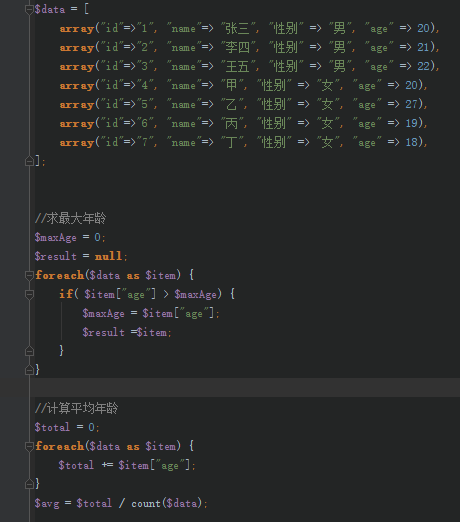 $data = [
array("id"=>"1", "name"=> "张三", "性别" => "男", "age" => 20),
array("id"=>"2", "name"=> "李四", "性别" => "男", "age" => 21),
array("id"=>"3", "name"=> "王五", "性别" => "男", "age" => 22),
array("id"=>"4", "name"=> "甲", "性别" => "女", "age" => 20),
array("id"=>"5", "name"=> "乙", "性别" => "女", "age" => 27),
array("id"=>"6", "name"=> "丙", "性别" => "女", "age" => 19),
array("id"=>"7", "name"=> "丁", "性别" => "女", "age" => 18),
];
//求最大年龄
$maxAge = 0;
$result = null;
foreach($data as $item) {
if( $item["age"] > $maxAge) {
$maxAge = $item["age"];
$result =$item;
}
}
//计算平均年龄
$total = 0;
foreach($data as $item) {
$total += $item["age"];
}
$avg = $total / count($data);